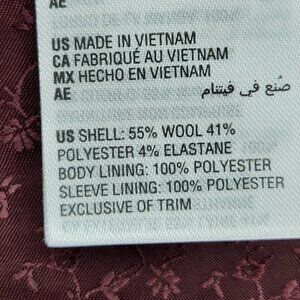 AE
US MADE IN VIETNAM
CA FABRIQUÉ AU VIETNAM
MX HECHO EN VIETNAM
AE صُنع في فيتنام
US SHELL: 55% WOOL 41%
POLYESTER 4% ELASTANE
BODY LINING: 100% POLYESTER
SLEEVE LINING: 100% POLYESTER
EXCLUSIVE OF TRIM